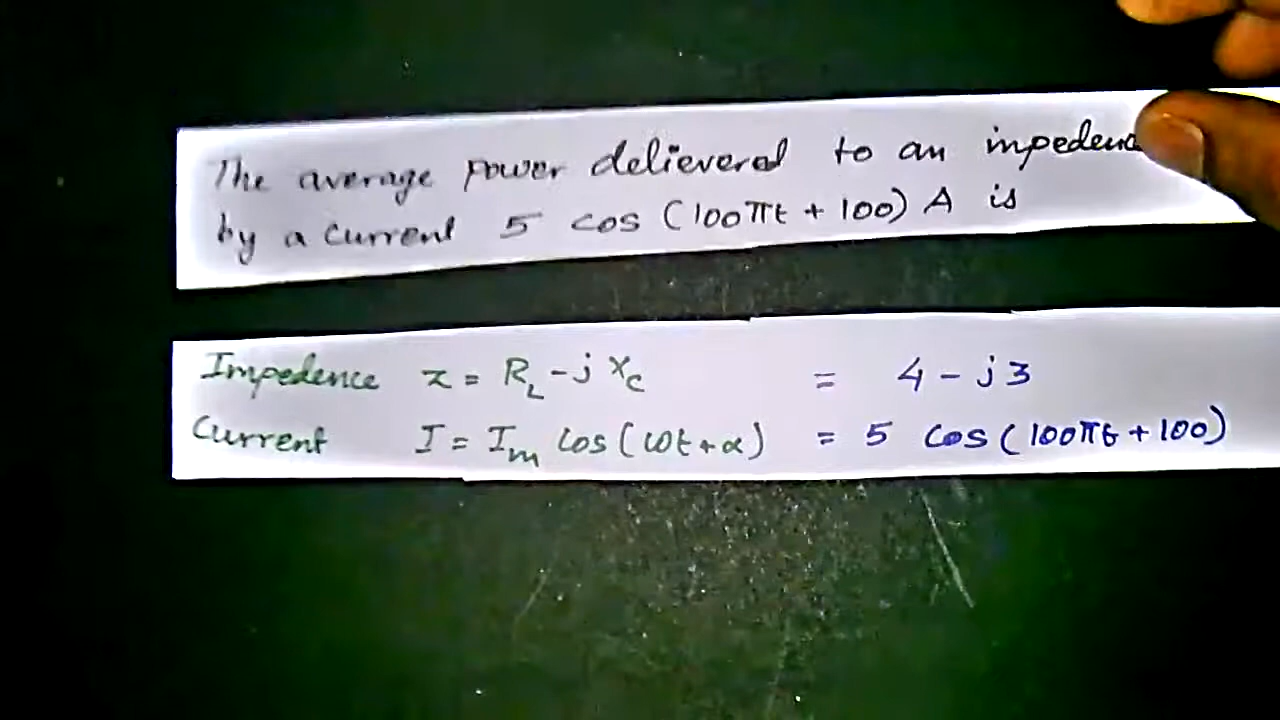 The average Power delievered to an
by a current 5 cos (100πt + 100) A is
Impedence z = R_L - j X_C = 4 - j3
Current I = I_m Cos (ωt + α) = 5 Cos (100πt + 100)